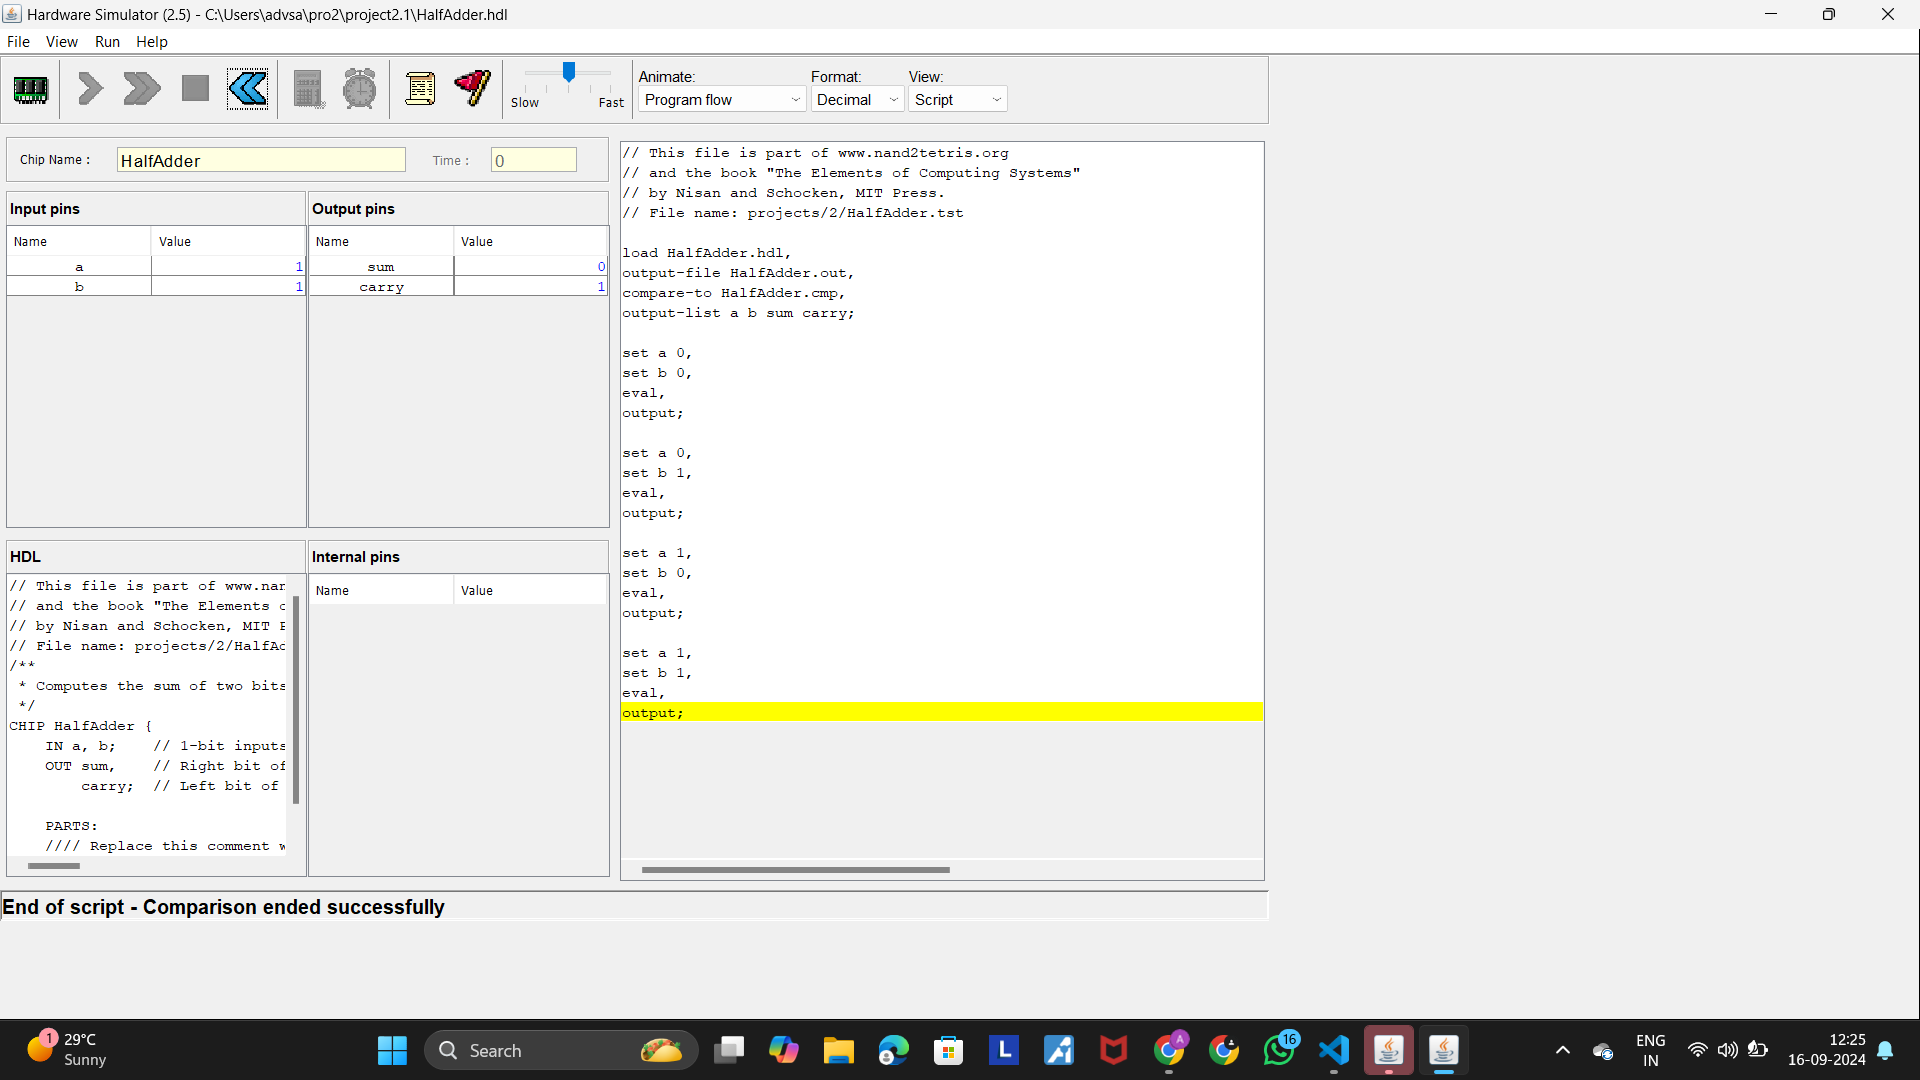 Hardware Simulator (2.5) - C:\Users\advsa\pro2\project2.1\HalfAdder.hdl
File View Run Help
Slow Fast
Animate: Format: View:
Program flow Decimal Script
Chip Name : HalfAdder Time : 0
Input pins
Name Value
a 1
b 1
Output pins
Name Value
sum 0
carry 1
HDL
// This file is part of www.nan
// and the book "The Elements o
// by Nisan and Schocken, MIT P
// File name: projects/2/HalfAd
/**
* Computes the sum of two bits
*/
CHIP HalfAdder {
IN a, b; // 1-bit inputs
OUT sum, // Right bit of
carry; // Left bit of
PARTS:
//// Replace this comment w
Internal pins
Name Value
// This file is part of www.nand2tetris.org
// and the book "The Elements of Computing Systems"
// by Nisan and Schocken, MIT Press.
// File name: projects/2/HalfAdder.tst
load HalfAdder.hdl,
output-file HalfAdder.out,
compare-to HalfAdder.cmp,
output-list a b sum carry;
set a 0,
set b 0,
eval,
output;
set a 0,
set b 1,
eval,
output;
set a 1,
set b 0,
eval,
output;
set a 1,
set b 1,
eval,
output;
End of script - Comparison ended successfully
1
29°C
Sunny
Search
L
A
16
ENG
IN
12:25
16-09-2024